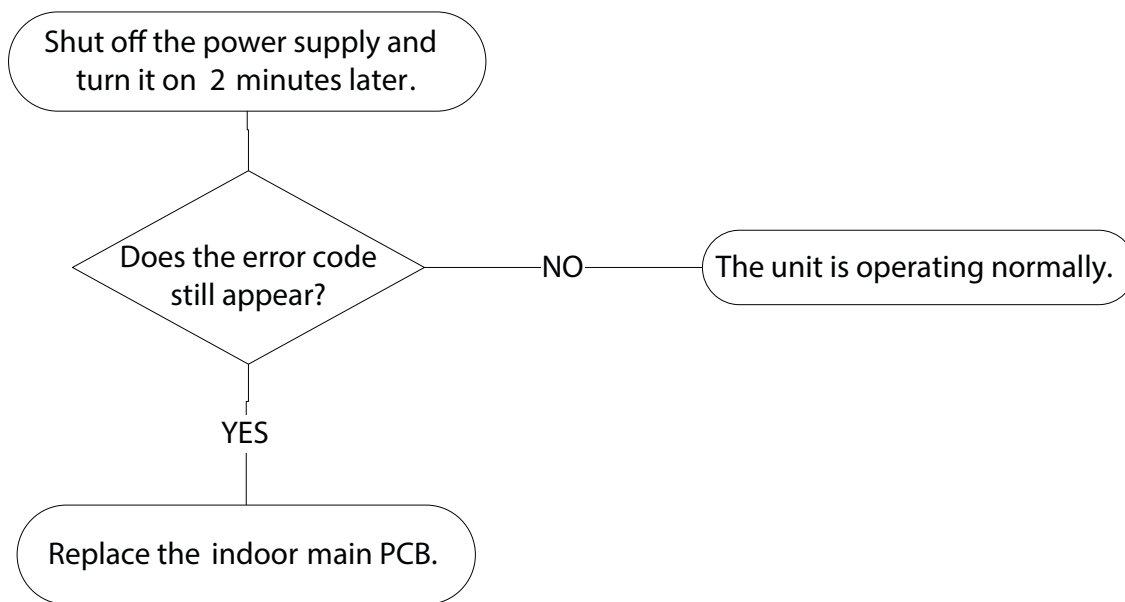 Shut off the power supply and
turn it on 2 minutes later.
Does the error code
still appear?
NO
The unit is operating normally.
YES
Replace the indoor main PCB.